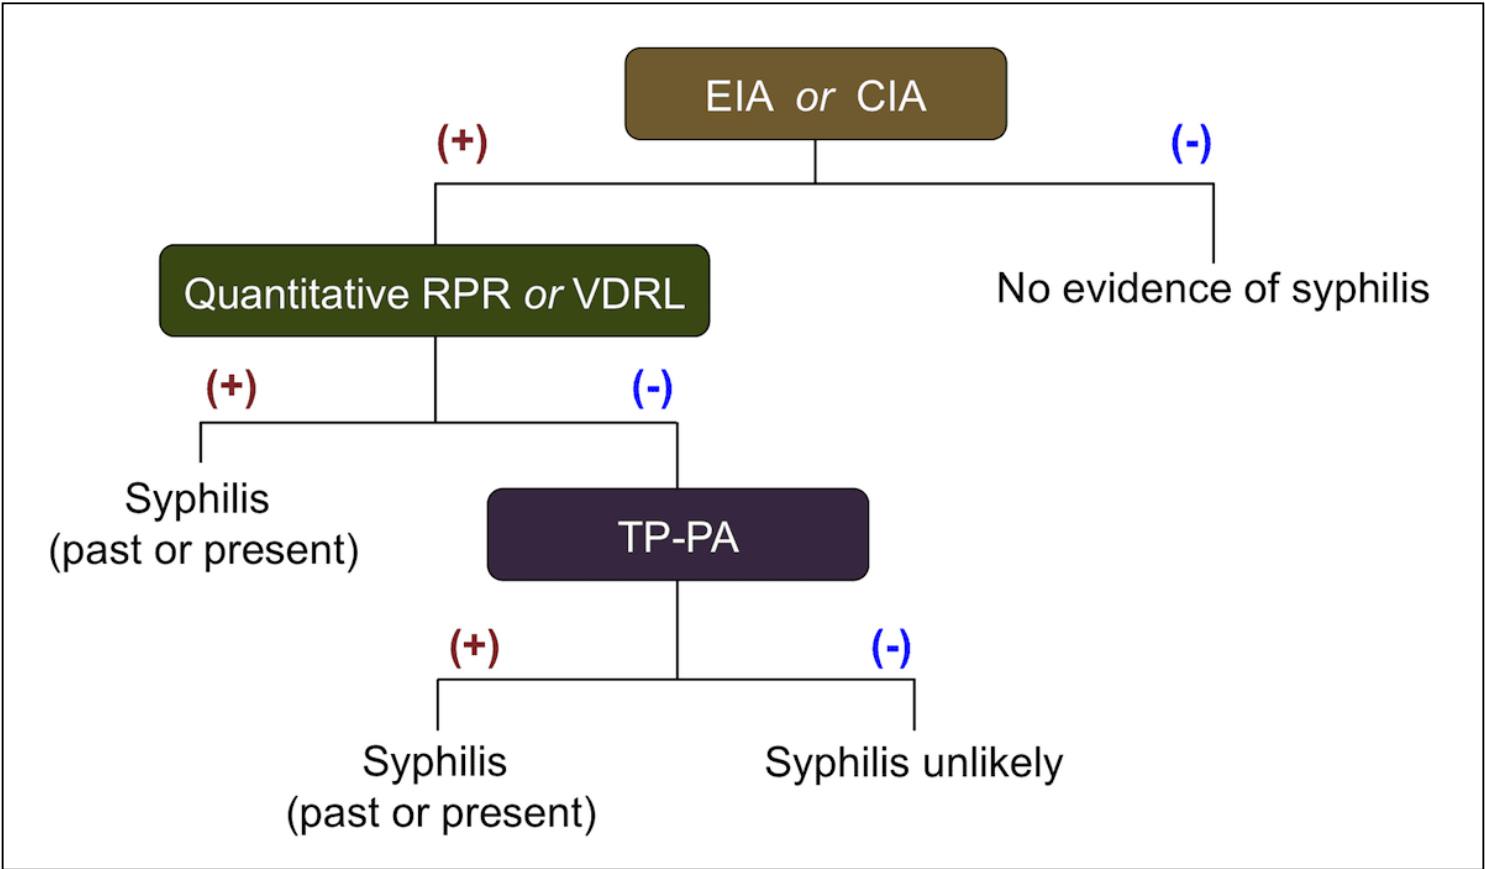 EIA or CIA
(+)
(-)
Quantitative RPR or VDRL
No evidence of syphilis
(+)
(-)
Syphilis
(past or present)
TP-PA
(+)
(-)
Syphilis
(past or present)
Syphilis unlikely